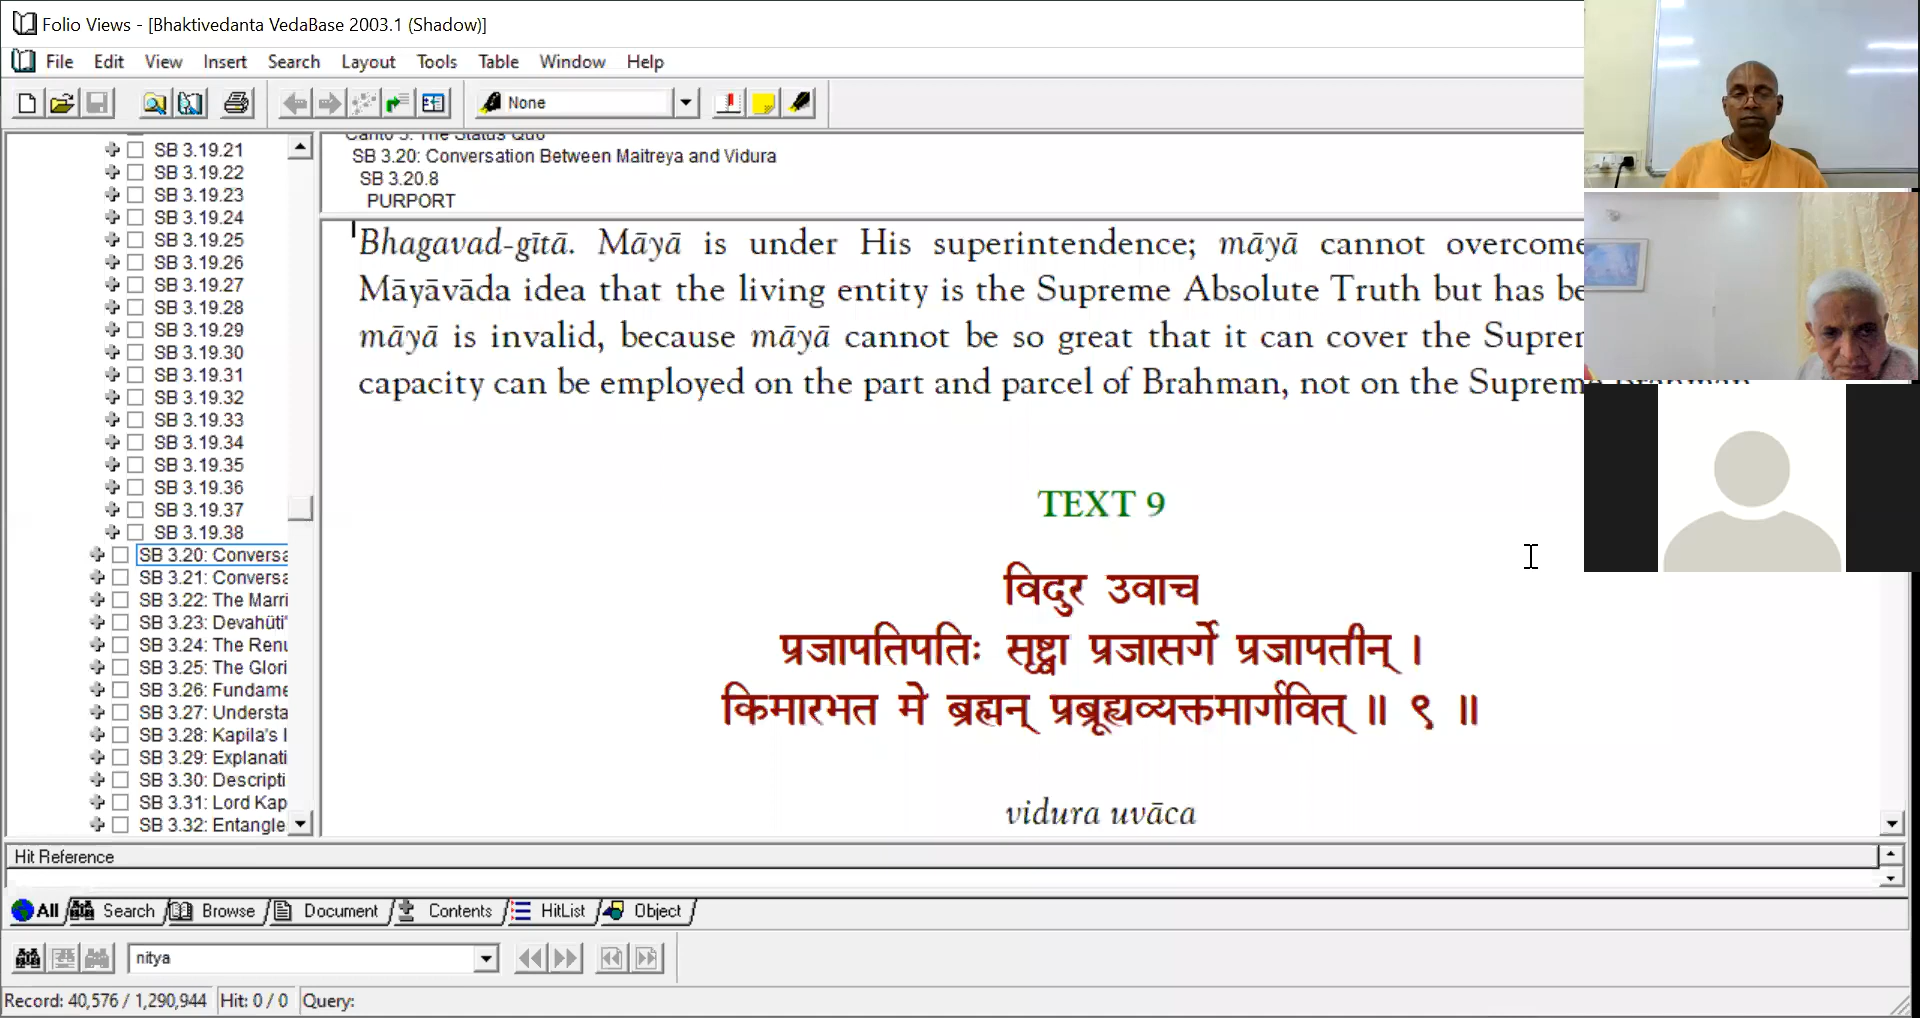 Folio Views - [Bhaktivedanta VedaBase 2003.1 (Shadow)]
File Edit View Insert Search Layout Tools Table Window Help
None
SB 3.19.21
SB 3.19.22
SB 3.19.23
SB 3.19.24
SB 3.19.25
SB 3.19.26
SB 3.19.27
SB 3.19.28
SB 3.19.29
SB 3.19.30
SB 3.19.31
SB 3.19.32
SB 3.19.33
SB 3.19.34
SB 3.19.35
SB 3.19.36
SB 3.19.37
SB 3.19.38
SB 3.20: Conversa
SB 3.21: Conversa
SB 3.22: The Marri
SB 3.23: Devahūti'
SB 3.24: The Renu
SB 3.25: The Glori
SB 3.26: Fundame
SB 3.27: Understa
SB 3.28: Kapila's I
SB 3.29: Explanati
SB 3.30: Descripti
SB 3.31: Lord Kap
SB 3.32: Entangle
Canto 3: The Status Quo
SB 3.20: Conversation Between Maitreya and Vidura
SB 3.20.8
PURPORT
Bhagavad-gītā. Māyā is under His superintendence; māyā cannot overcome
Māyāvāda idea that the living entity is the Supreme Absolute Truth but has be
māyā is invalid, because māyā cannot be so great that it can cover the Suprem
capacity can be employed on the part and parcel of Brahman, not on the Supreme Brahman
TEXT 9
विदुर उवाच
प्रजापतिपतिः सृष्ट्वा प्रजासर्गे प्रजापतीन् ।
किमारभत मे ब्रह्मन् प्रब्रूह्यव्यक्तमार्गवित् ॥ ९ ॥
vidura uvāca
Hit Reference
All Search Browse Document Contents HitList Object
nitya
Record: 40,576 / 1,290,944 Hit: 0 / 0 Query: